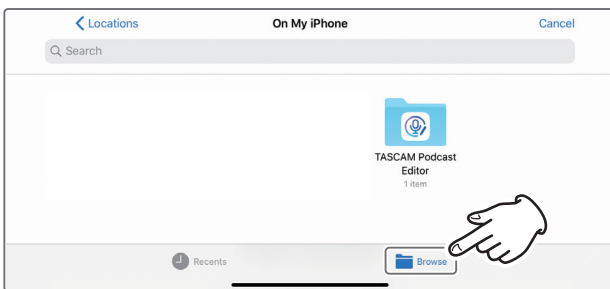 Locations
On My iPhone
Cancel
Search
TASCAM Podcast
Editor
1 item
Recents
Browse